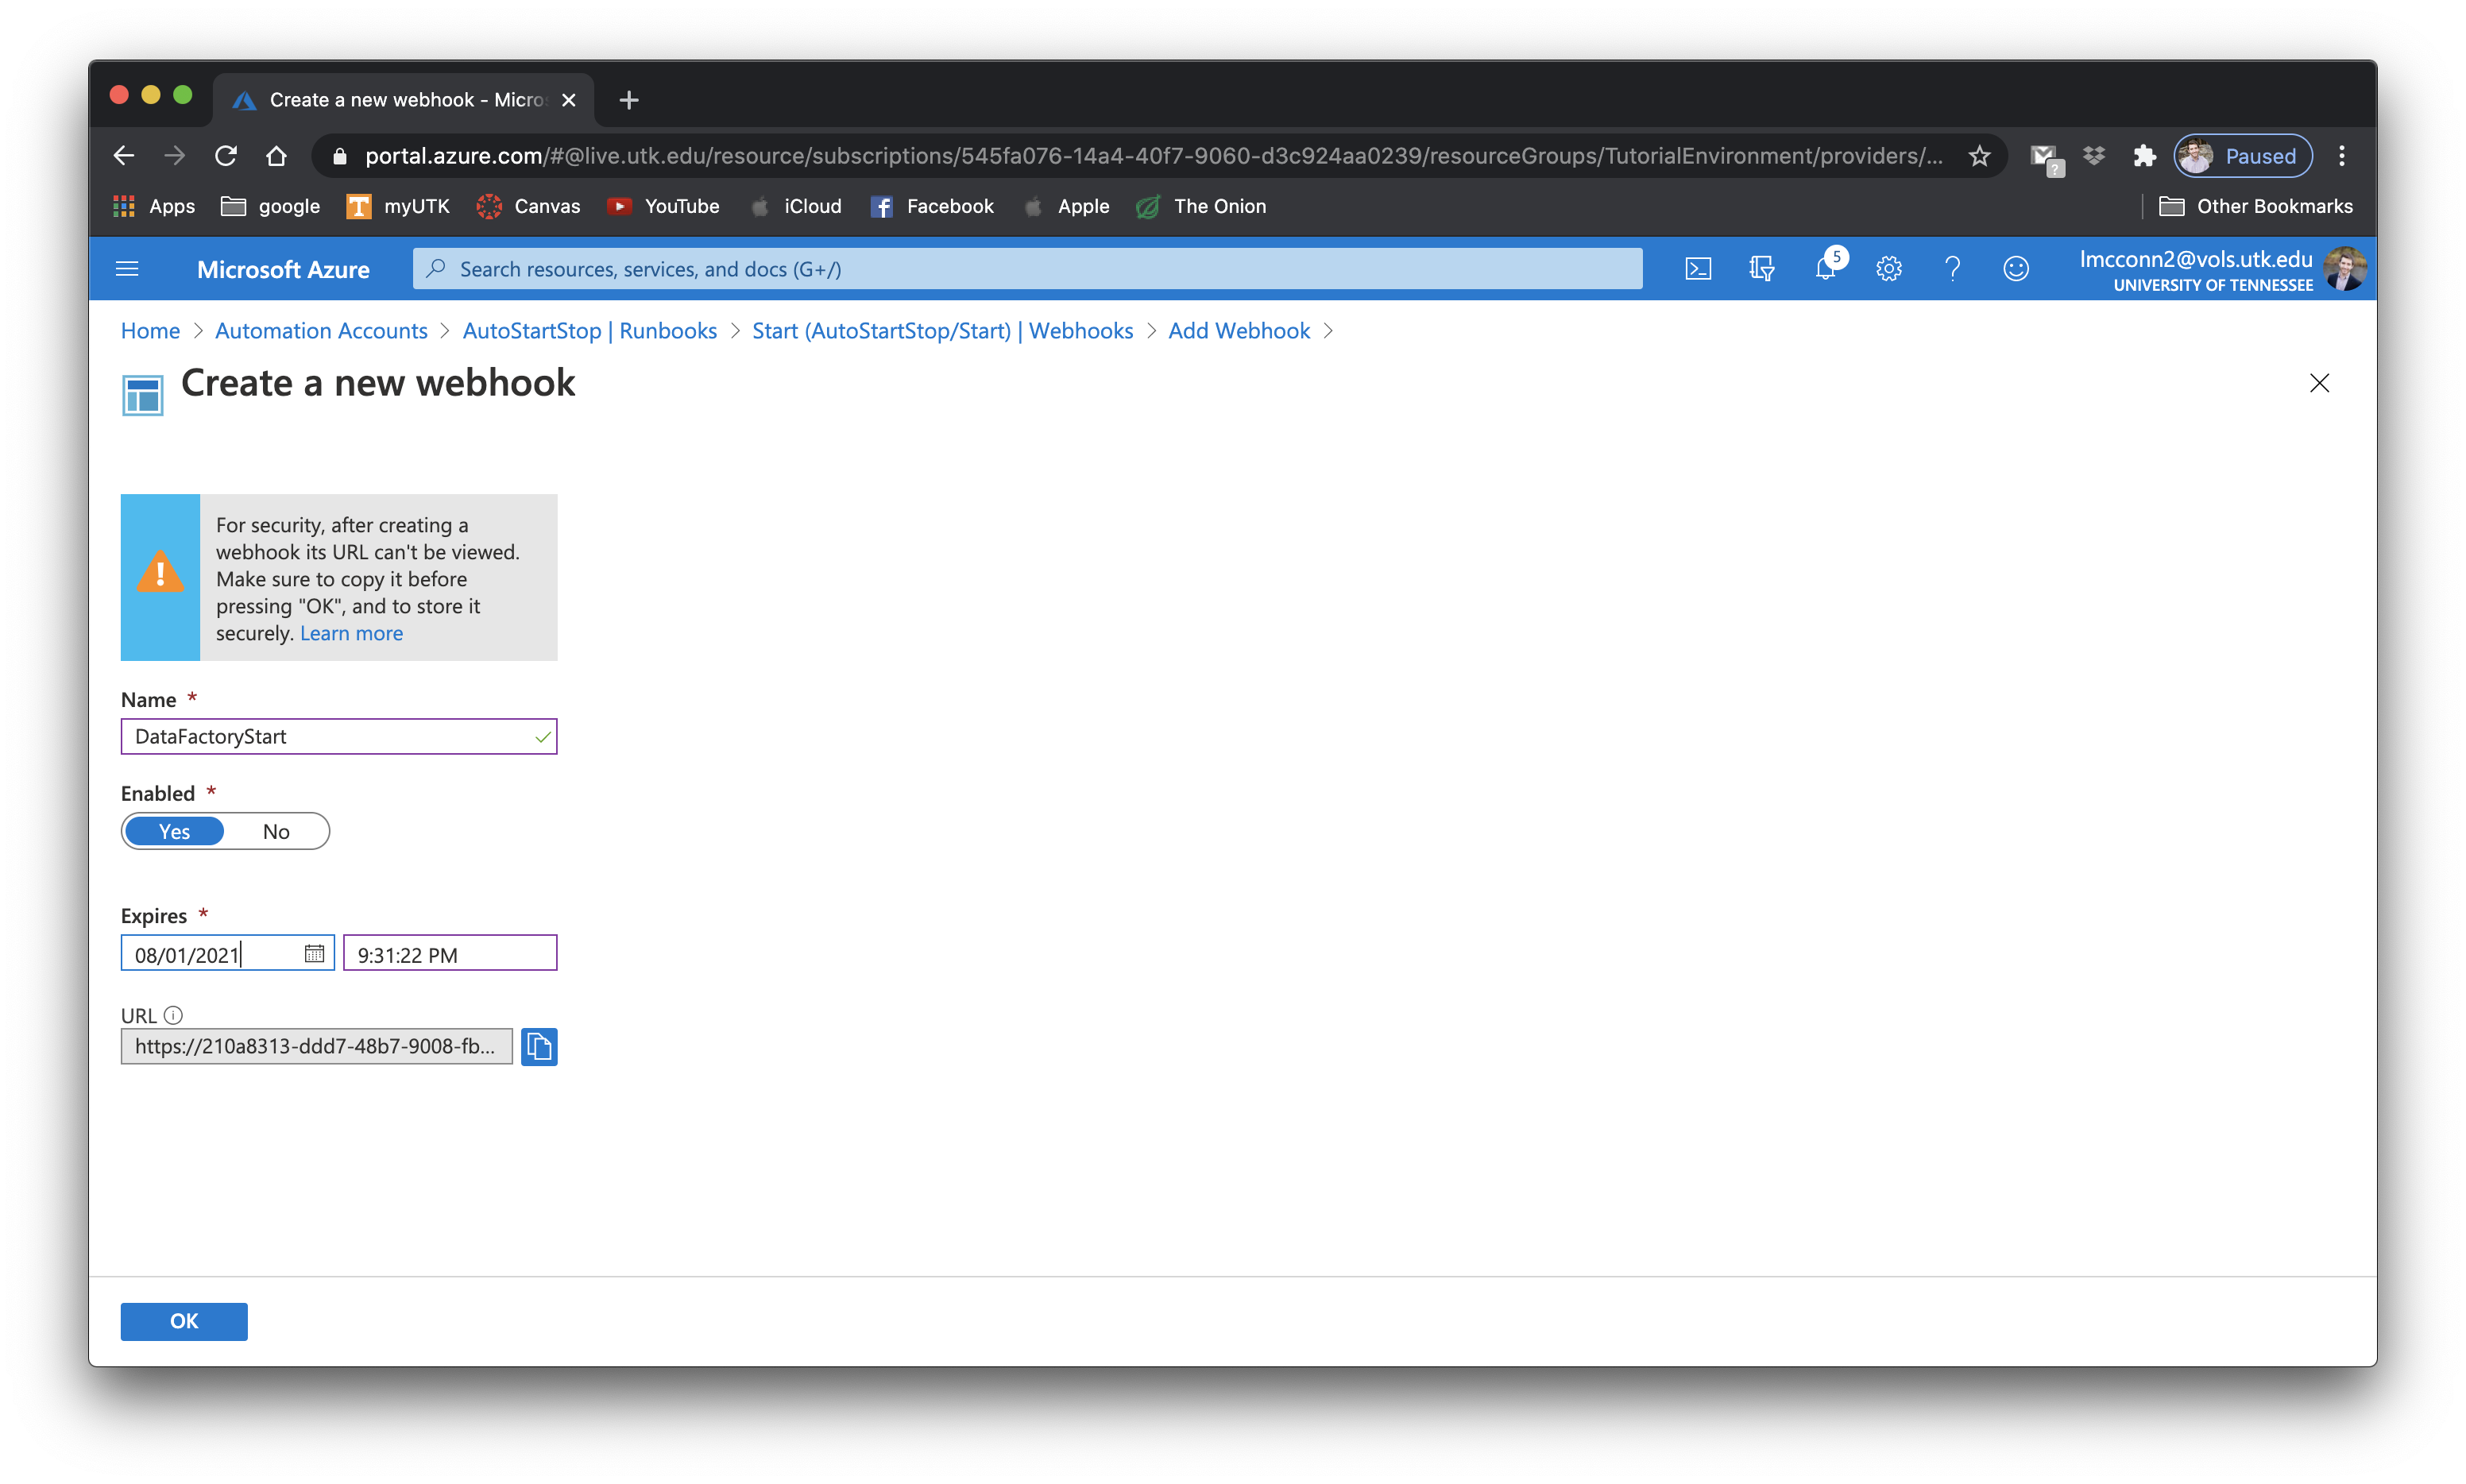 Create a new webhook - Micro
portal.azure.com/#@live.utk.edu/resource/subscriptions/545fa076-14a4-40f7-9060-d3c924aa0239/resourceGroups/TutorialEnvironment/providers/...
?
Paused
Apps
google
myUTK
Canvas
YouTube
iCloud
Facebook
Apple
The Onion
Other Bookmarks
Microsoft Azure
Search resources, services, and docs (G+/)
5
lmcconn2@vols.utk.edu
UNIVERSITY OF TENNESSEE
Home > Automation Accounts > AutoStartStop | Runbooks > Start (AutoStartStop/Start) | Webhooks > Add Webhook >
Create a new webhook
For security, after creating a
webhook its URL can't be viewed.
Make sure to copy it before
pressing "OK", and to store it
securely. Learn more
Name *
DataFactoryStart
Enabled *
Yes No
Expires *
08/01/2021 9:31:22 PM
URL
https://210a8313-ddd7-48b7-9008-fb...
OK